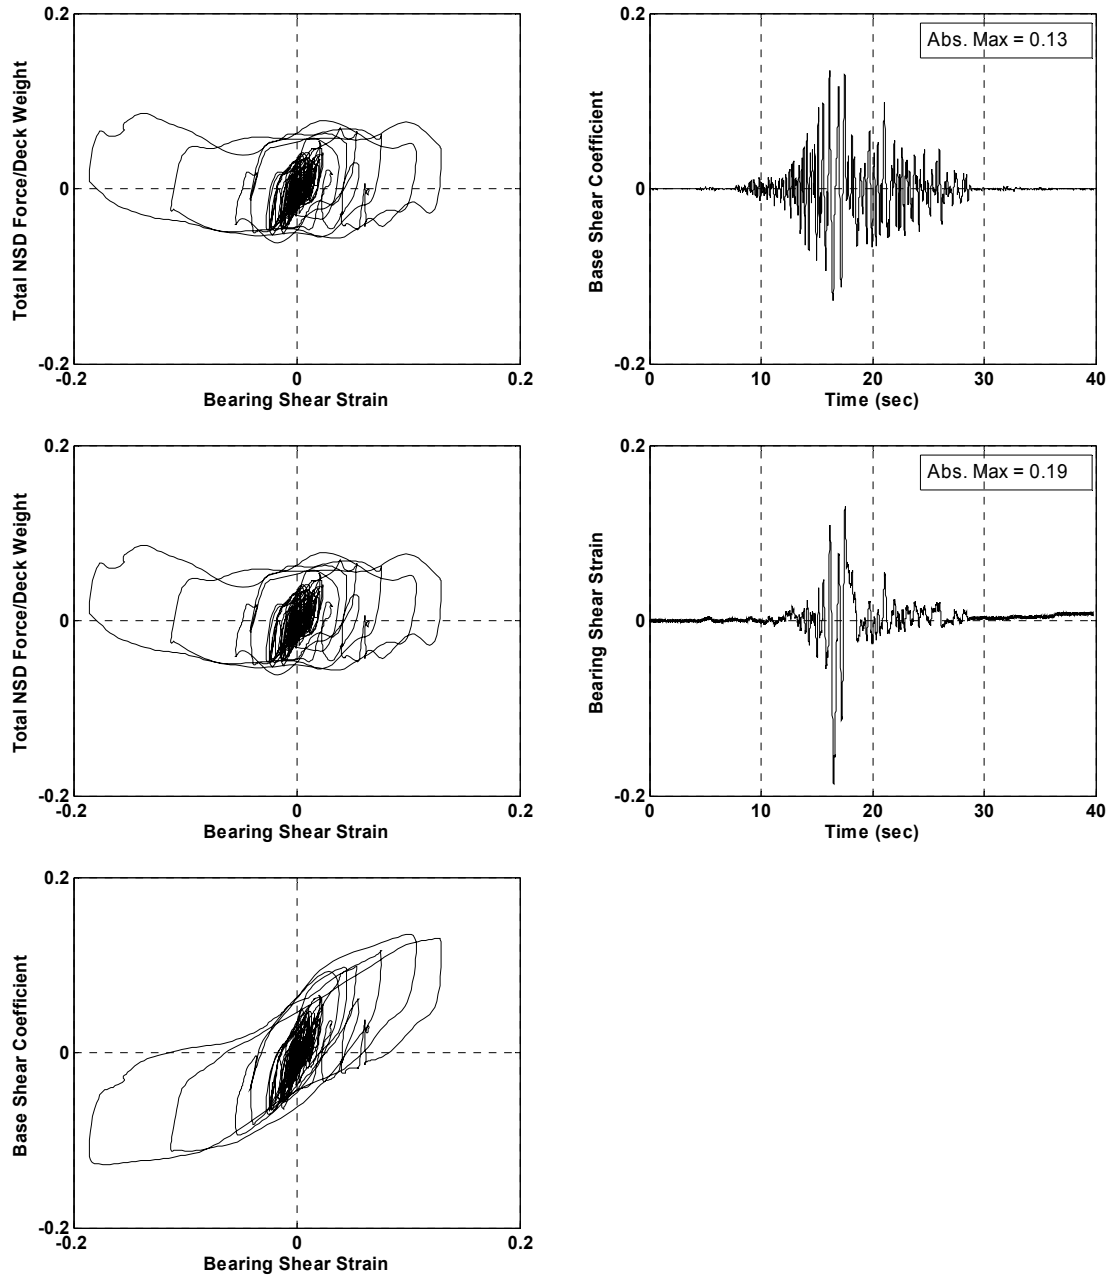 0.2
Total NSD Force/Deck Weight
0
-0.2
-0.2
0
0.2
Bearing Shear Strain
0.2
Abs. Max = 0.13
Base Shear Coefficient
0
-0.2
0
10
20
30
40
Time (sec)
0.2
Total NSD Force/Deck Weight
0
-0.2
-0.2
0
0.2
Bearing Shear Strain
0.2
Abs. Max = 0.19
Bearing Shear Strain
0
-0.2
0
10
20
30
40
Time (sec)
0.2
Base Shear Coefficient
0
-0.2
-0.2
0
0.2
Bearing Shear Strain